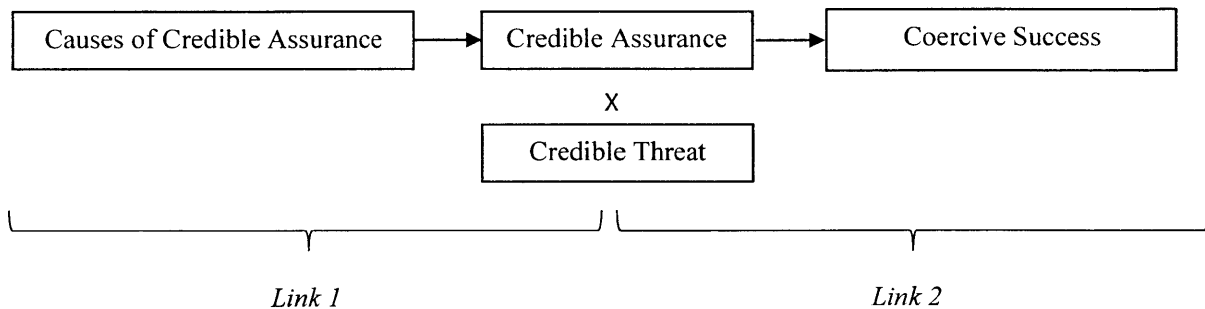 Causes of Credible Assurance
Credible Assurance
Coercive Success
X
Credible Threat
Link 1
Link 2